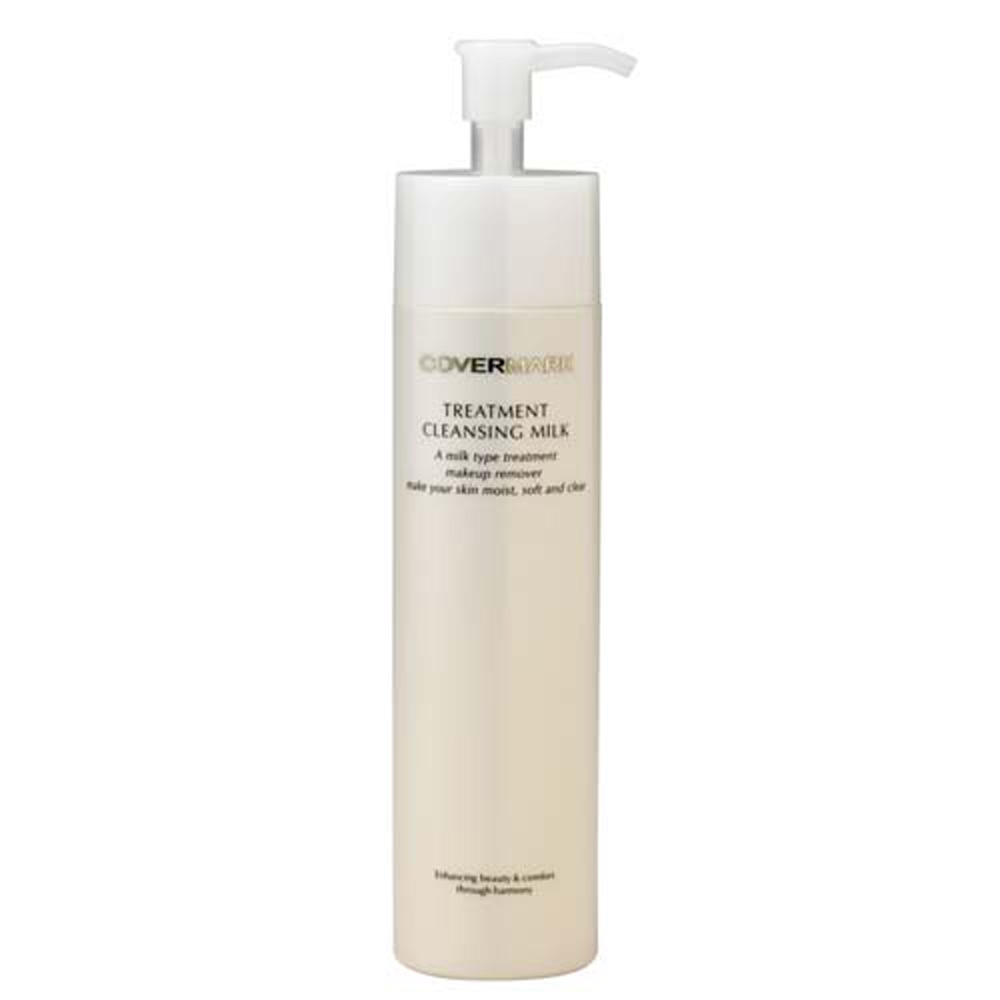 COVERMARK
TREATMENT
CLEANSING MILK
A milk type treatment
makeup remover
make your skin moist, soft and clear
Enhancing beauty & comfort
through harmony